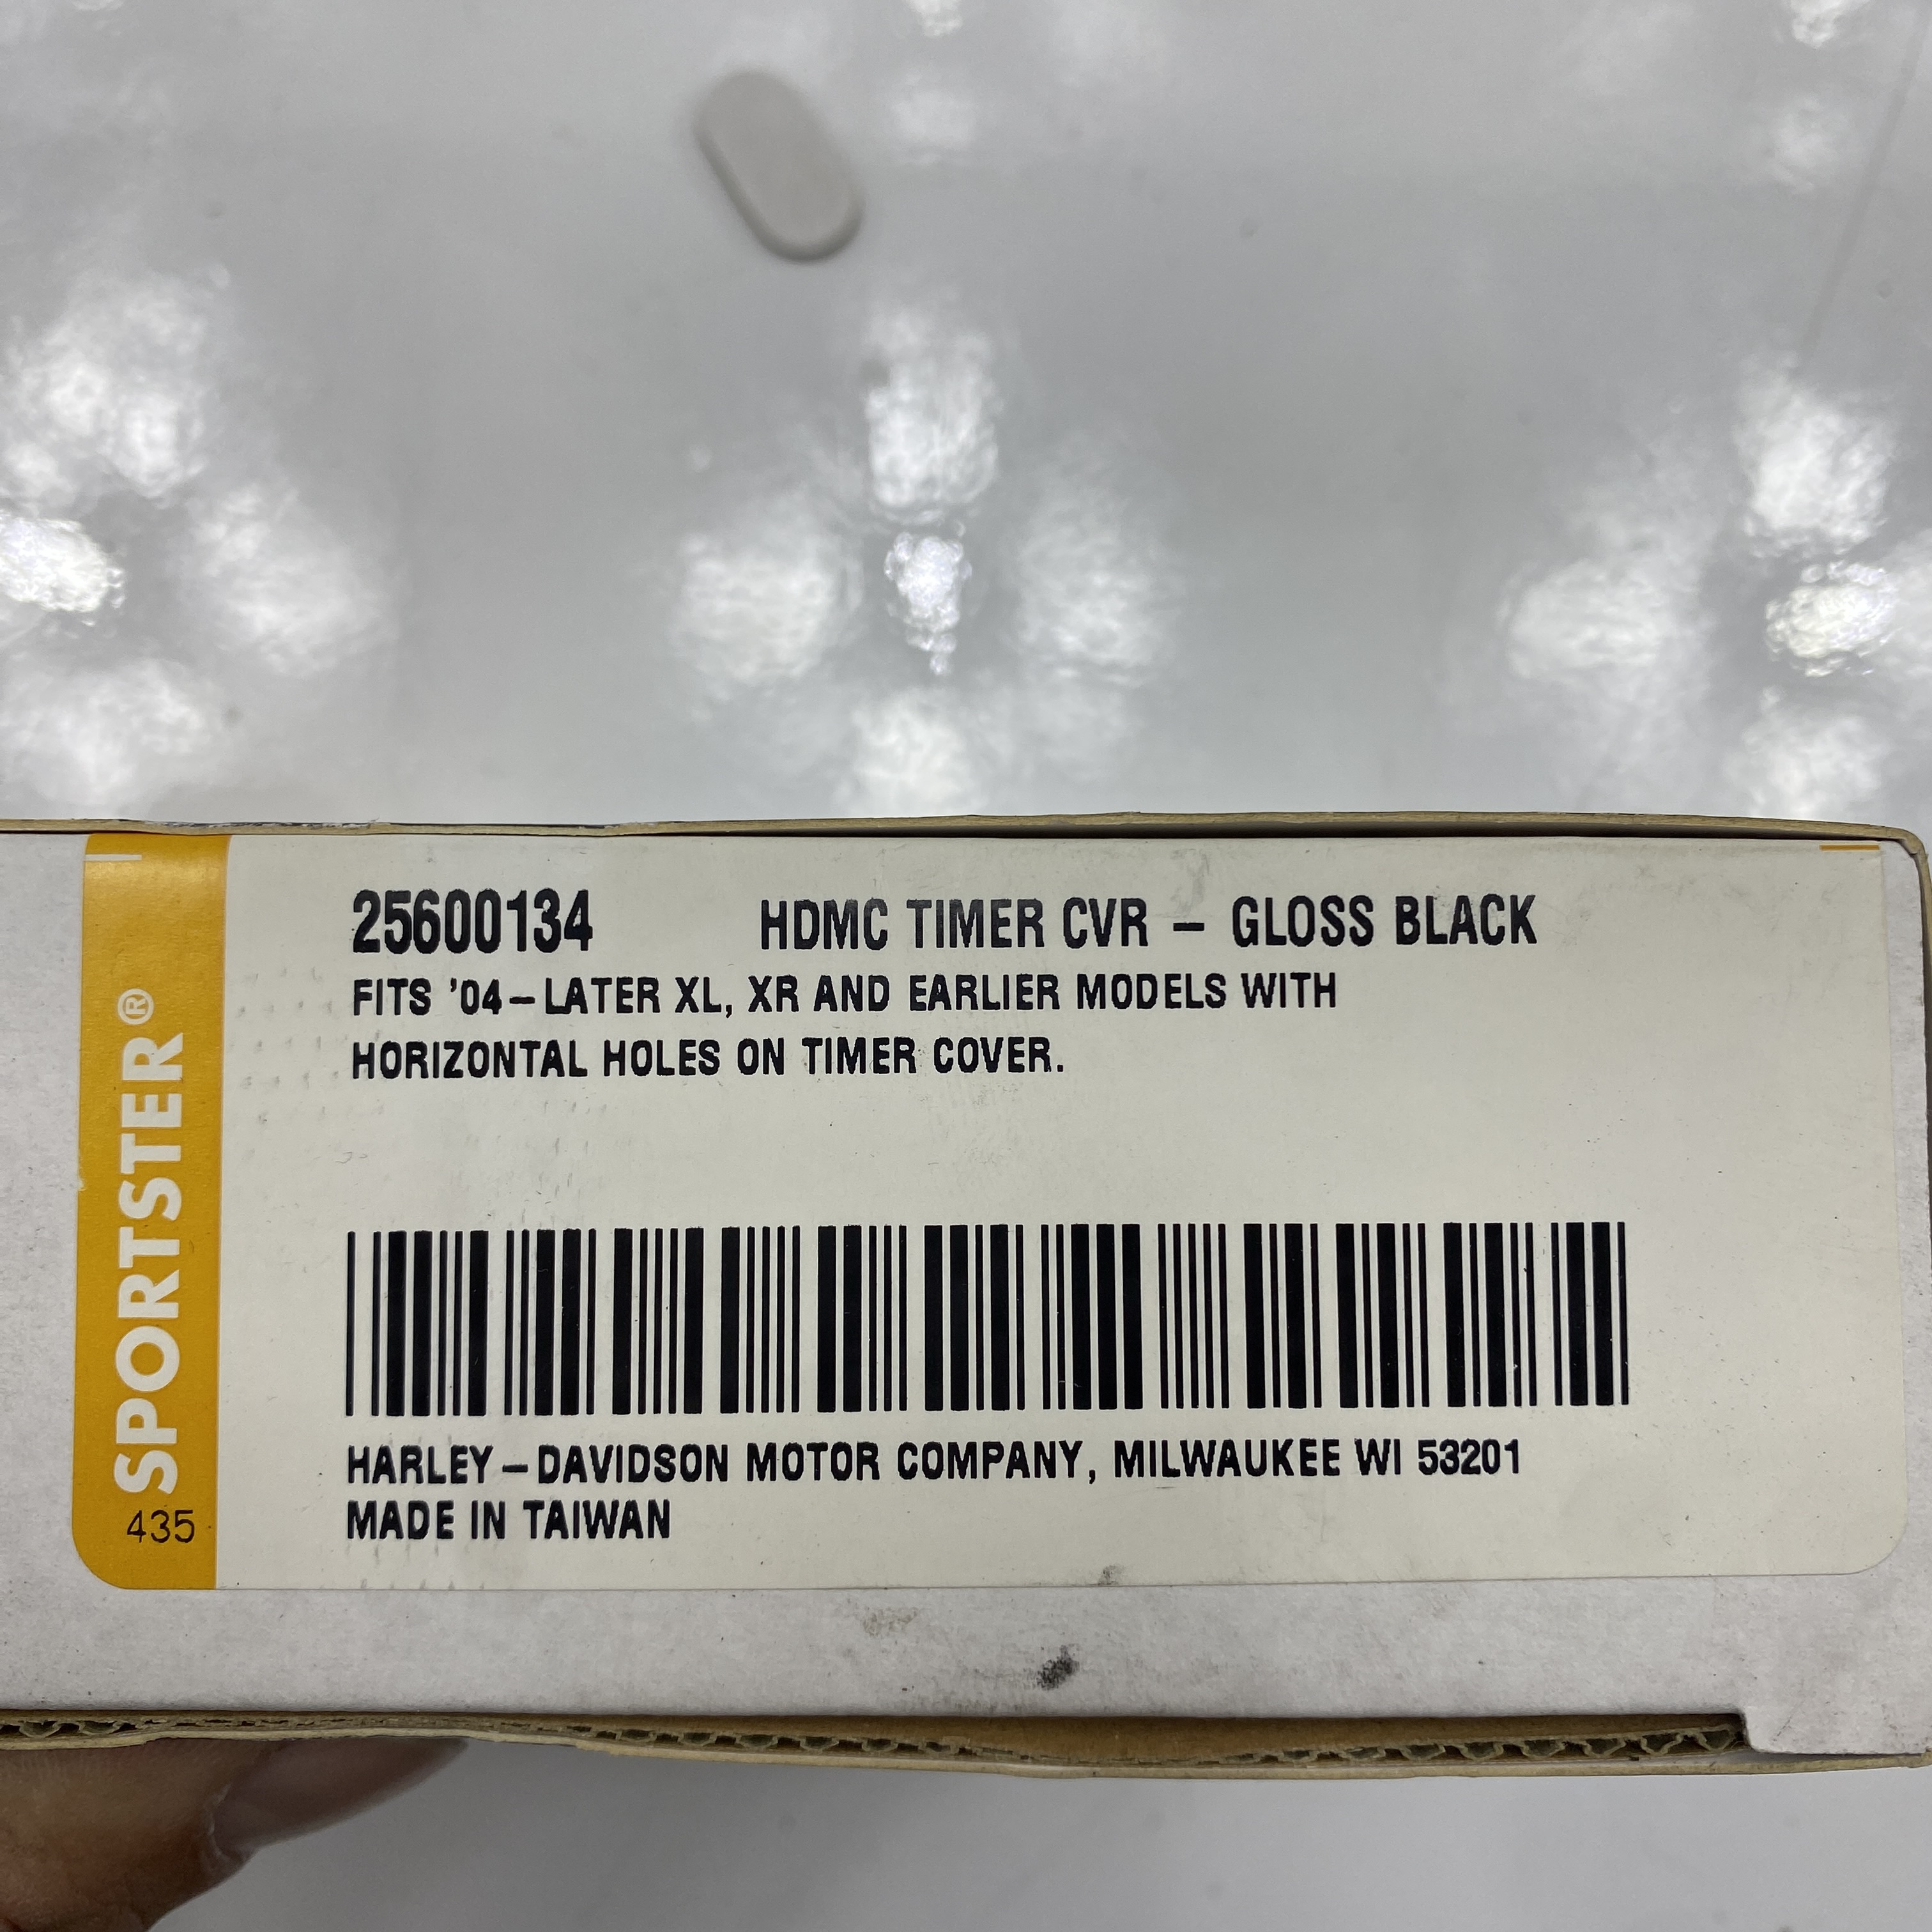 25600134 HDMC TIMER CVR – GLOSS BLACK
FITS '04–LATER XL, XR AND EARLIER MODELS WITH
HORIZONTAL HOLES ON TIMER COVER.
HARLEY–DAVIDSON MOTOR COMPANY, MILWAUKEE WI 53201
MADE IN TAIWAN
SPORTSTER®
435